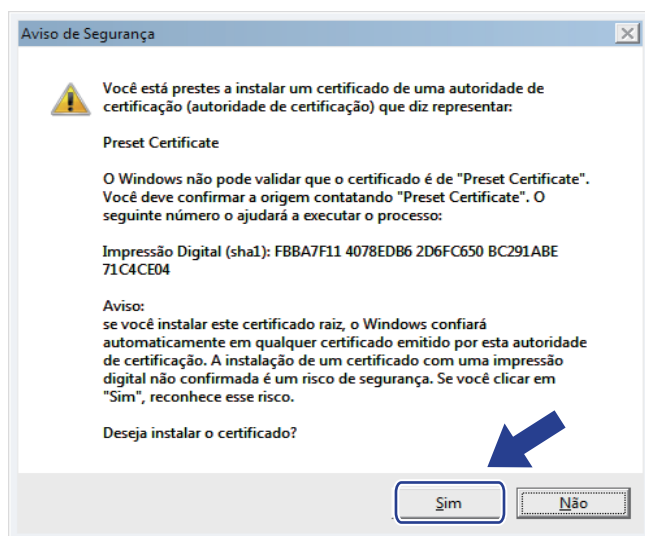 Aviso de Segurança
Você está prestes a instalar um certificado de uma autoridade de
certificação (autoridade de certificação) que diz representar:
Preset Certificate
O Windows não pode validar que o certificado é de "Preset Certificate".
Você deve confirmar a origem contatando "Preset Certificate". O
seguinte número o ajudará a executar o processo:
Impressão Digital (sha1): FBBA7F11 4078EDB6 2D6FC650 BC291ABE
71C4CE04
Aviso:
se você instalar este certificado raiz, o Windows confiará
automaticamente em qualquer certificado emitido por esta autoridade
de certificação. A instalação de um certificado com uma impressão
digital não confirmada é um risco de segurança. Se você clicar em
"Sim", reconhece esse risco.
Deseja instalar o certificado?
Sim Não